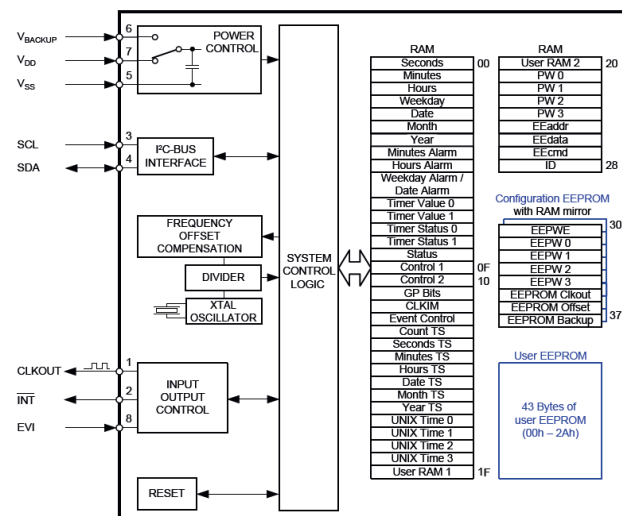 VBACKUP
VDD
VSS
6
7
5
POWER
CONTROL
SCL
SDA
3
4
I²C-BUS
INTERFACE
FREQUENCY
OFFSET
COMPENSATION
DIVIDER
XTAL
OSCILLATOR
CLKOUT
INT
EVI
1
2
8
INPUT
OUTPUT
CONTROL
RESET
SYSTEM
CONTROL
LOGIC
RAM
Seconds 00
Minutes
Hours
Weekday
Date
Month
Year
Minutes Alarm
Hours Alarm
Weekday Alarm /
Date Alarm
Timer Value 0
Timer Value 1
Timer Status 0
Timer Status 1
Status
Control 1 0F
Control 2 10
GP Bits
CLKIM
Event Control
Count TS
Seconds TS
Minutes TS
Hours TS
Date TS
Month TS
Year TS
UNIX Time 0
UNIX Time 1
UNIX Time 2
UNIX Time 3
User RAM 1 1F
RAM
User RAM 2 20
PW 0
PW 1
PW 2
PW 3
EEaddr
EEdata
EEcmd
ID 28
Configuration EEPROM
with RAM mirror
30
EEPWE
EEPW 0
EEPW 1
EEPW 2
EEPW 3
EEPROM Clkout
EEPROM Offset
EEPROM Backup 37
User EEPROM
43 Bytes of
user EEPROM
(00h – 2Ah)